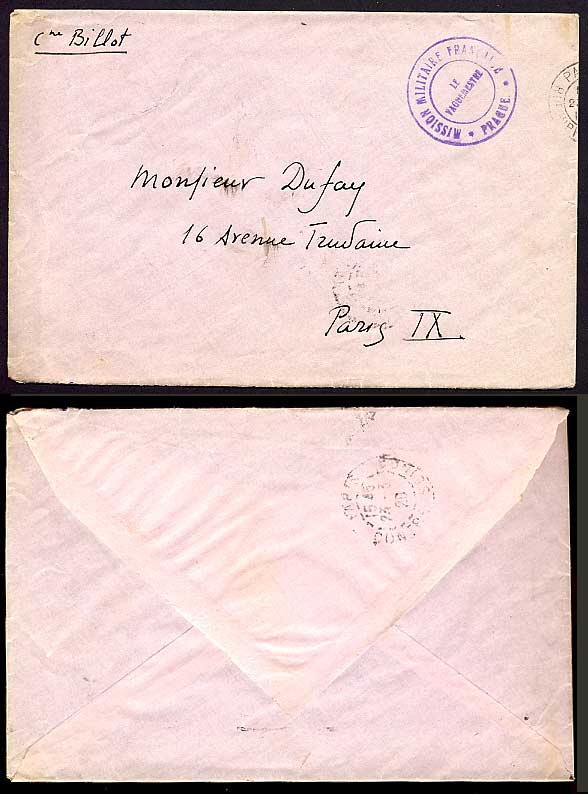 Cne Billot
MISSION MILITAIRE FRANÇAISE * PRAGUE *
LE
VAGUEMESTRE
Monsieur Dufay
16 Avenue Trudaine
Paris IX